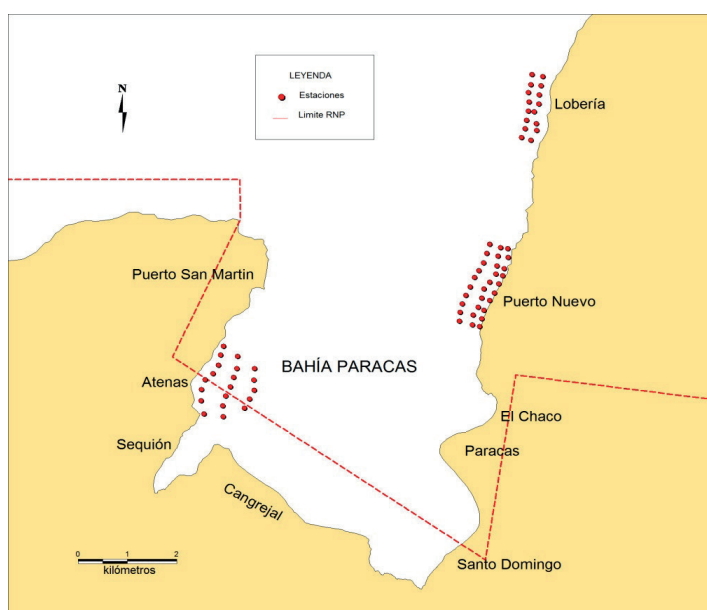 N
LEYENDA
Estaciones
Limite RNP
Lobería
Puerto San Martin
Puerto Nuevo
BAHÍA PARACAS
Atenas
El Chaco
Sequión
Paracas
Cangrejal
0 1 2
kilómetros
Santo Domingo